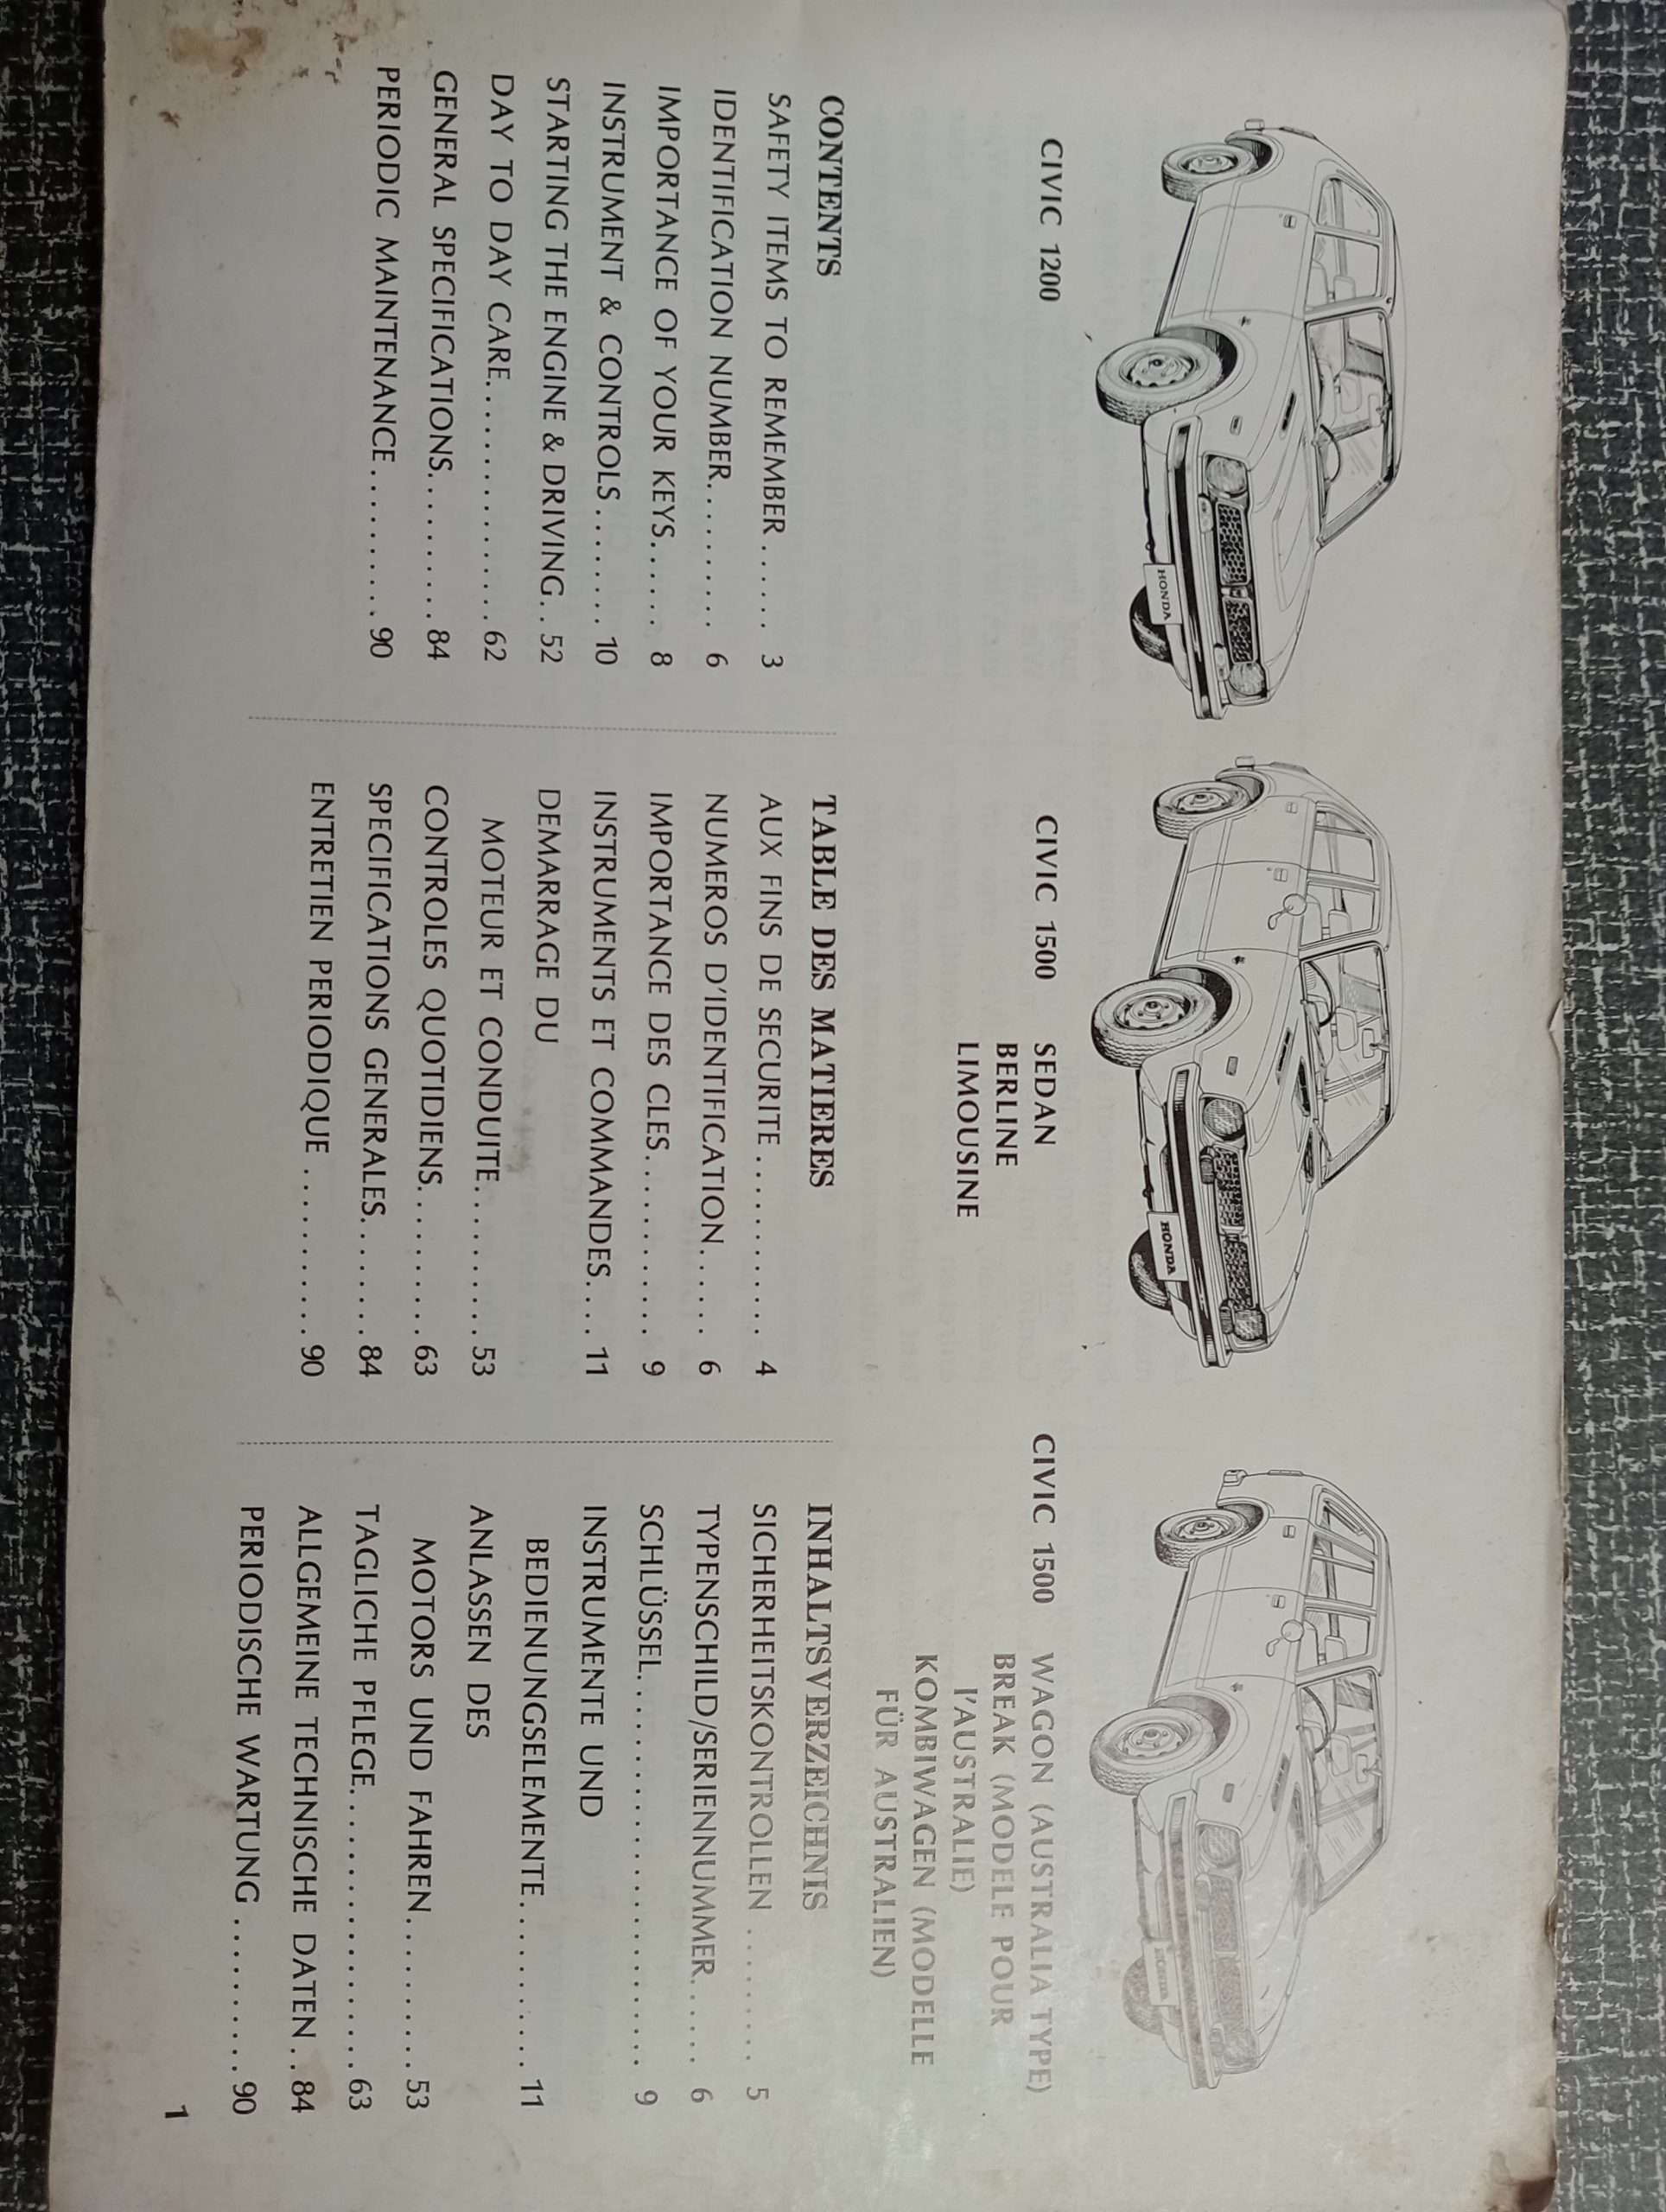 HONDA
HONDA
HONDA
CIVIC 1200
CIVIC 1500 SEDAN
BERLINE
LIMOUSINE
CIVIC 1500 WAGON (AUSTRALIA TYPE)
BREAK (MODELE POUR
l'AUSTRALIE)
KOMBIWAGEN (MODELLE
FÜR AUSTRALIEN)
CONTENTS
SAFETY ITEMS TO REMEMBER . . . . . . 3
IDENTIFICATION NUMBER. . . . . . . . . . 6
IMPORTANCE OF YOUR KEYS. . . . . . 8
INSTRUMENT & CONTROLS . . . . . . . . 10
STARTING THE ENGINE & DRIVING. . 52
DAY TO DAY CARE. . . . . . . . . . . . . . . 62
GENERAL SPECIFICATIONS. . . . . . . . . 84
PERIODIC MAINTENANCE . . . . . . . . . . 90
TABLE DES MATIERES
AUX FINS DE SECURITE . . . . . . . . . . . 4
NUMEROS D'IDENTIFICATION. . . . . . 6
IMPORTANCE DES CLES. . . . . . . . . . . 9
INSTRUMENTS ET COMMANDES. . . . 11
DEMARRAGE DU
MOTEUR ET CONDUITE. . . . . . . . . . 53
CONTROLES QUOTIDIENS. . . . . . . . . 63
SPECIFICATIONS GENERALES. . . . . . . 84
ENTRETIEN PERIODIQUE . . . . . . . . . . 90
INHALTSVERZEICHNIS
SICHERHEITSKONTROLLEN . . . . . . . . 5
TYPENSCHILD/SERIENNUMMER. . . . . 6
SCHLÜSSEL. . . . . . . . . . . . . . . . . . . . . 9
INSTRUMENTE UND
BEDIENUNGSELEMENTE . . . . . . . . . . 11
ANLASSEN DES
MOTORS UND FAHREN. . . . . . . . . . 53
TAGLICHE PFLEGE. . . . . . . . . . . . . . . 63
ALLGEMEINE TECHNISCHE DATEN . . 84
PERIODISCHE WARTUNG . . . . . . . . . . 90
1